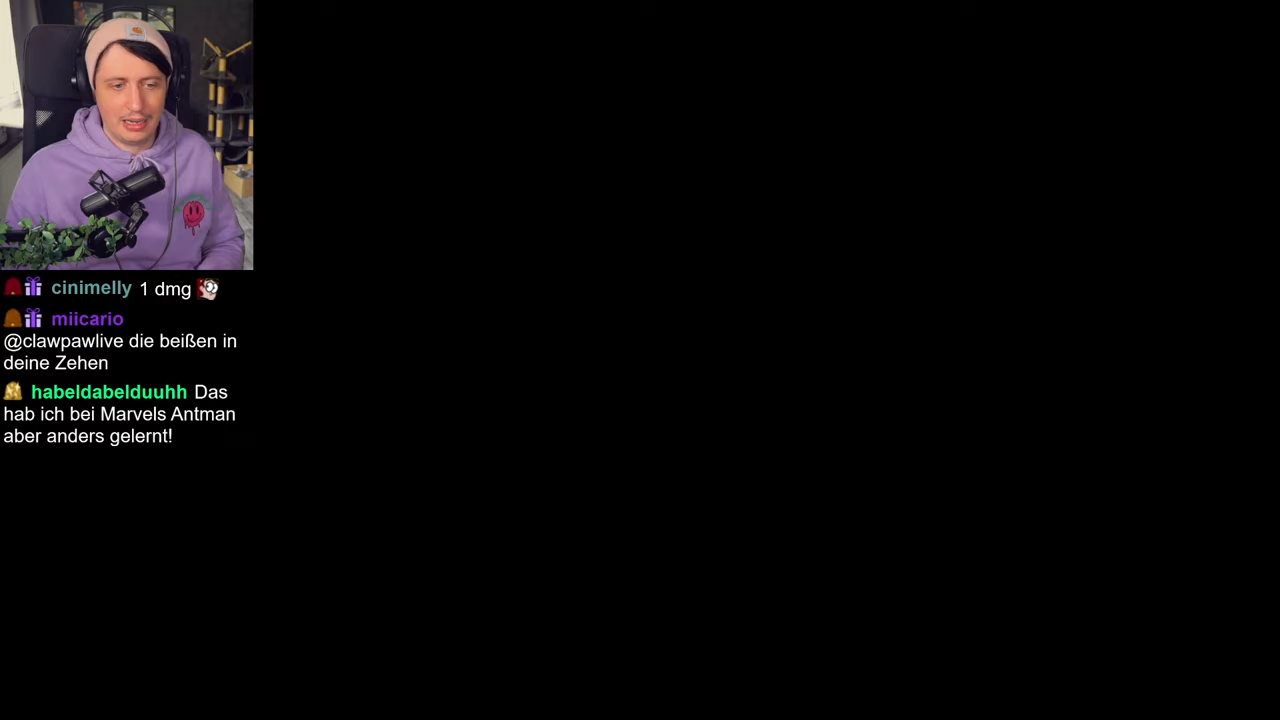 cinimelly 1 dmg
miicario
@clawpawlive die beißen in
deine Zehen
habeldabelduuhh Das
hab ich bei Marvels Antman
aber anders gelernt!